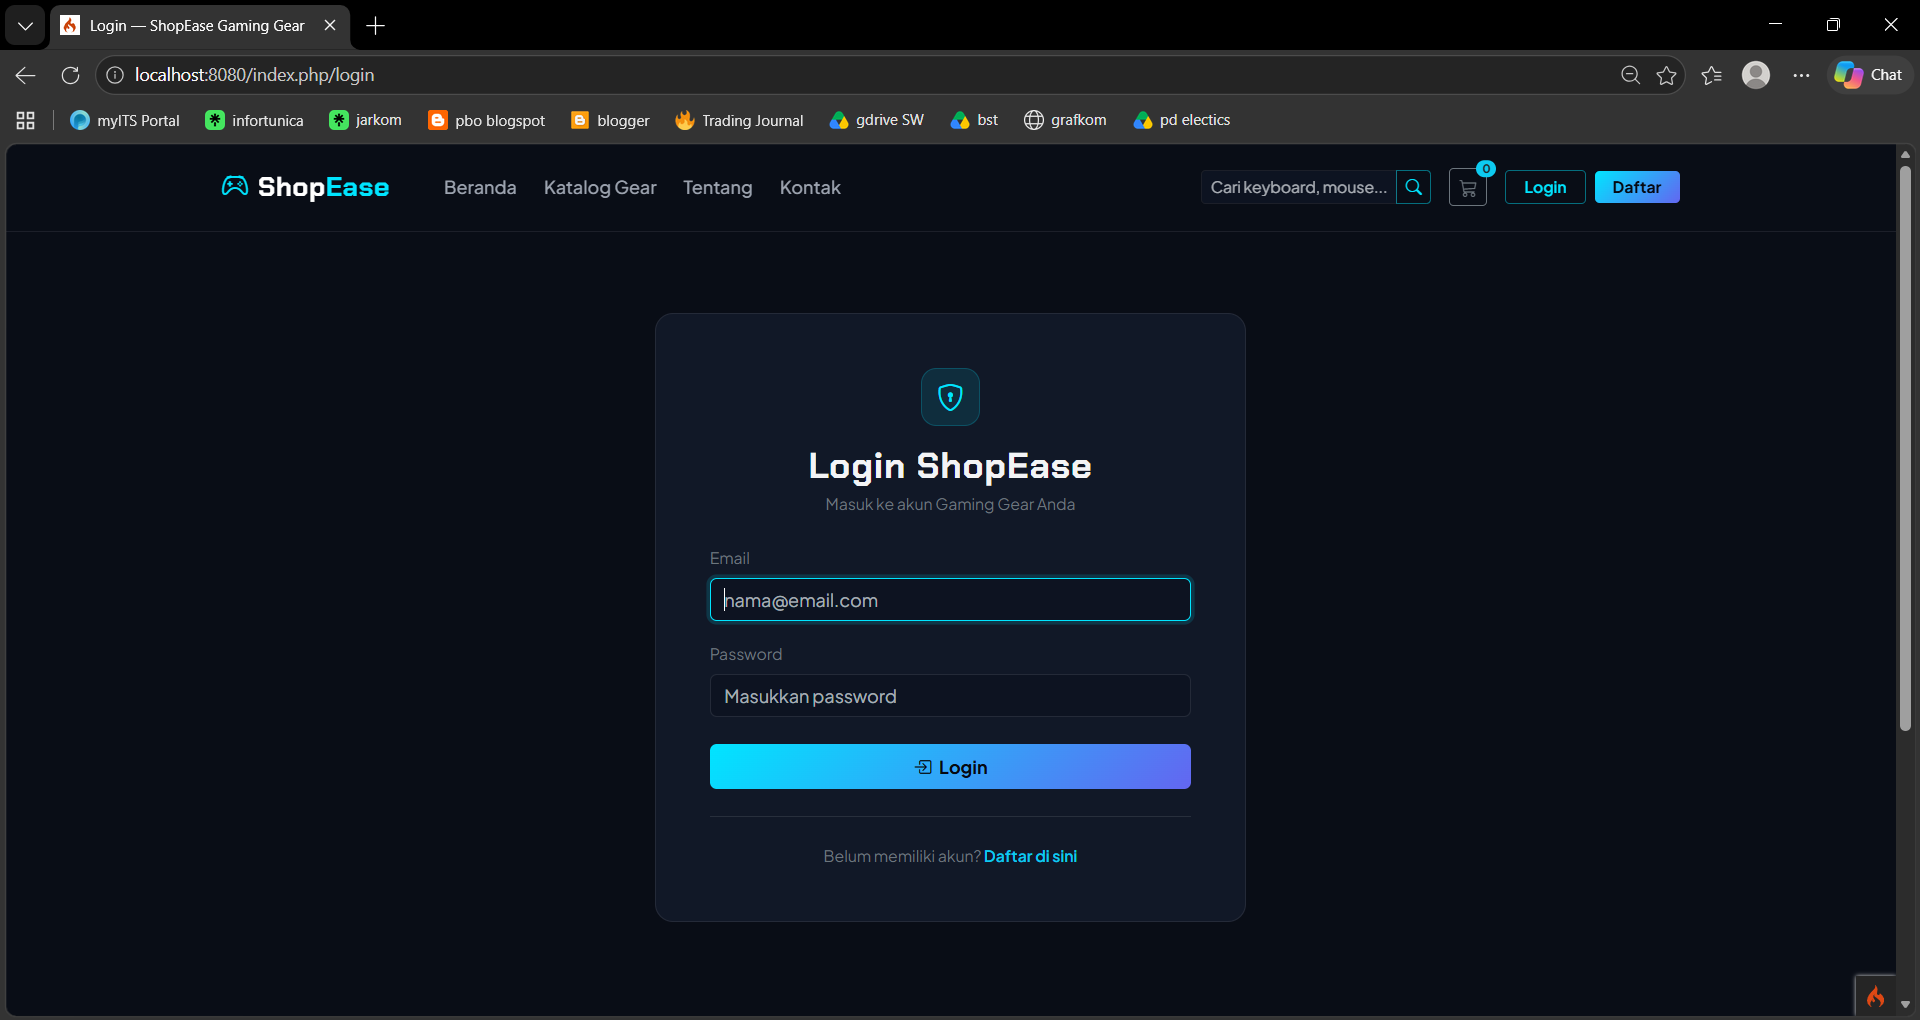 Login — ShopEase Gaming Gear
localhost:8080/index.php/login
Chat
myITS Portal
infortunica
jarkom
pbo blogspot
blogger
Trading Journal
gdrive SW
bst
grafkom
pd electics
ShopEase
Beranda
Katalog Gear
Tentang
Kontak
Cari keyboard, mouse...
0
Login
Daftar
Login ShopEase
Masuk ke akun Gaming Gear Anda
Email
nama@email.com
Password
Masukkan password
Login
Belum memiliki akun? Daftar di sini